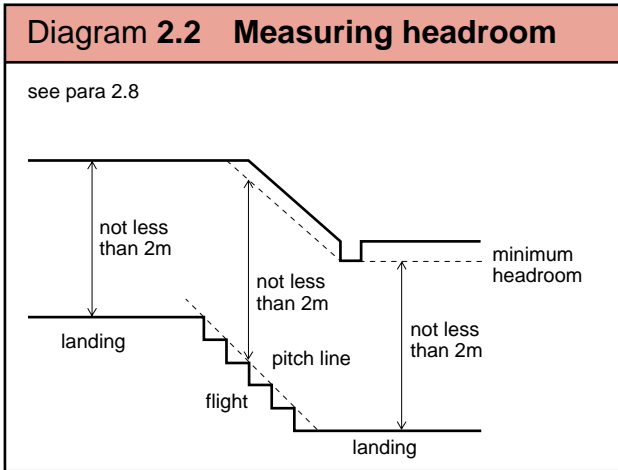 Diagram 2.2 Measuring headroom
see para 2.8
not less
than 2m
not less
than 2m
minimum
headroom
not less
than 2m
landing
pitch line
flight
landing